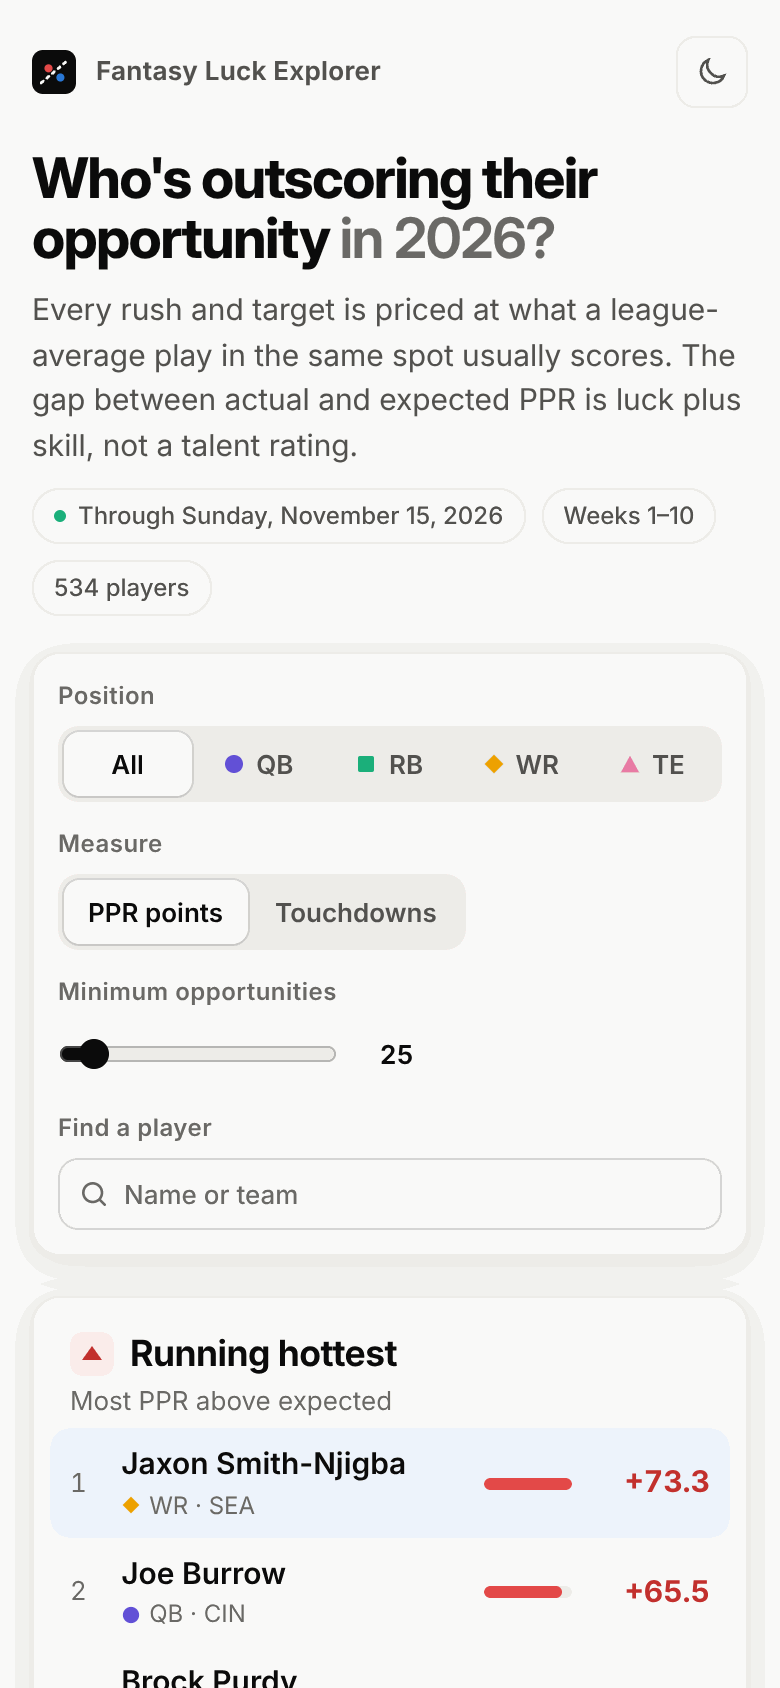 Fantasy Luck Explorer
Who's outscoring their
opportunity in 2026?
Every rush and target is priced at what a league-
average play in the same spot usually scores. The
gap between actual and expected PPR is luck plus
skill, not a talent rating.
Through Sunday, November 15, 2026
Weeks 1–10
534 players
Position
All
QB
RB
WR
TE
Measure
PPR points
Touchdowns
Minimum opportunities
25
Find a player
Name or team
Running hottest
Most PPR above expected
1
Jaxon Smith-Njigba
WR · SEA
+73.3
2
Joe Burrow
QB · CIN
+65.5
Brock Purdy